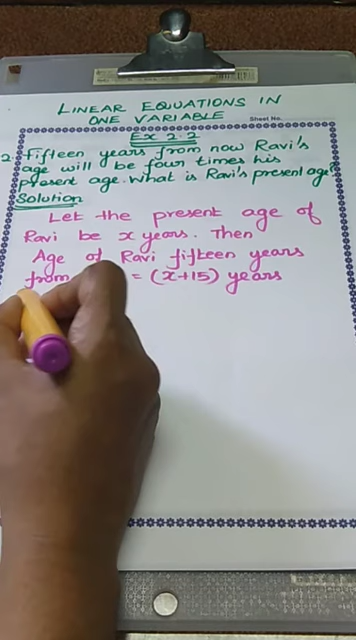 LINEAR EQUATIONS IN
ONE VARIABLE
Sheet No.
Ex 2.2
2. Fifteen years from now Ravi's
age will be four times his
present age. What is Ravi's present age?
Solution
Let the present age of
Ravi be x years. Then
Age of Ravi fifteen years
from = (x+15) years